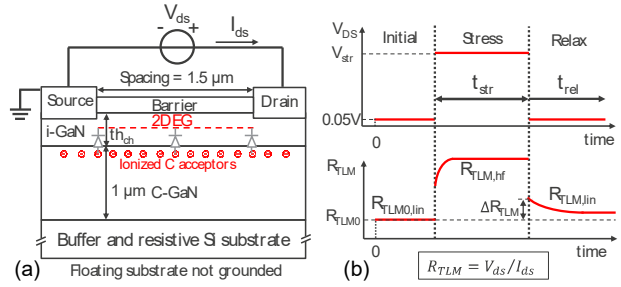 (a)
V_ds
I_ds
- +
Spacing = 1.5 µm
Source
Barrier
Drain
2DEG
i-GaN
th_ch
Ionized C acceptors
1 µm C-GaN
Buffer and resistive Si substrate
Floating substrate not grounded
(b)
V_DS
Initial
Stress
Relax
V_str
t_str
t_rel
0.05V
0
time
R_TLM
R_TLM,hf
R_TLM0,lin
ΔR_TLM
R_TLM,lin
R_TLM0
0
time
R_TLM = V_ds/I_ds